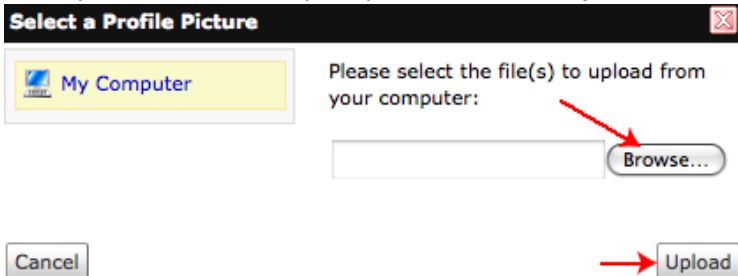 Select a Profile Picture
My Computer
Please select the file(s) to upload from
your computer:
Browse...
Cancel
Upload